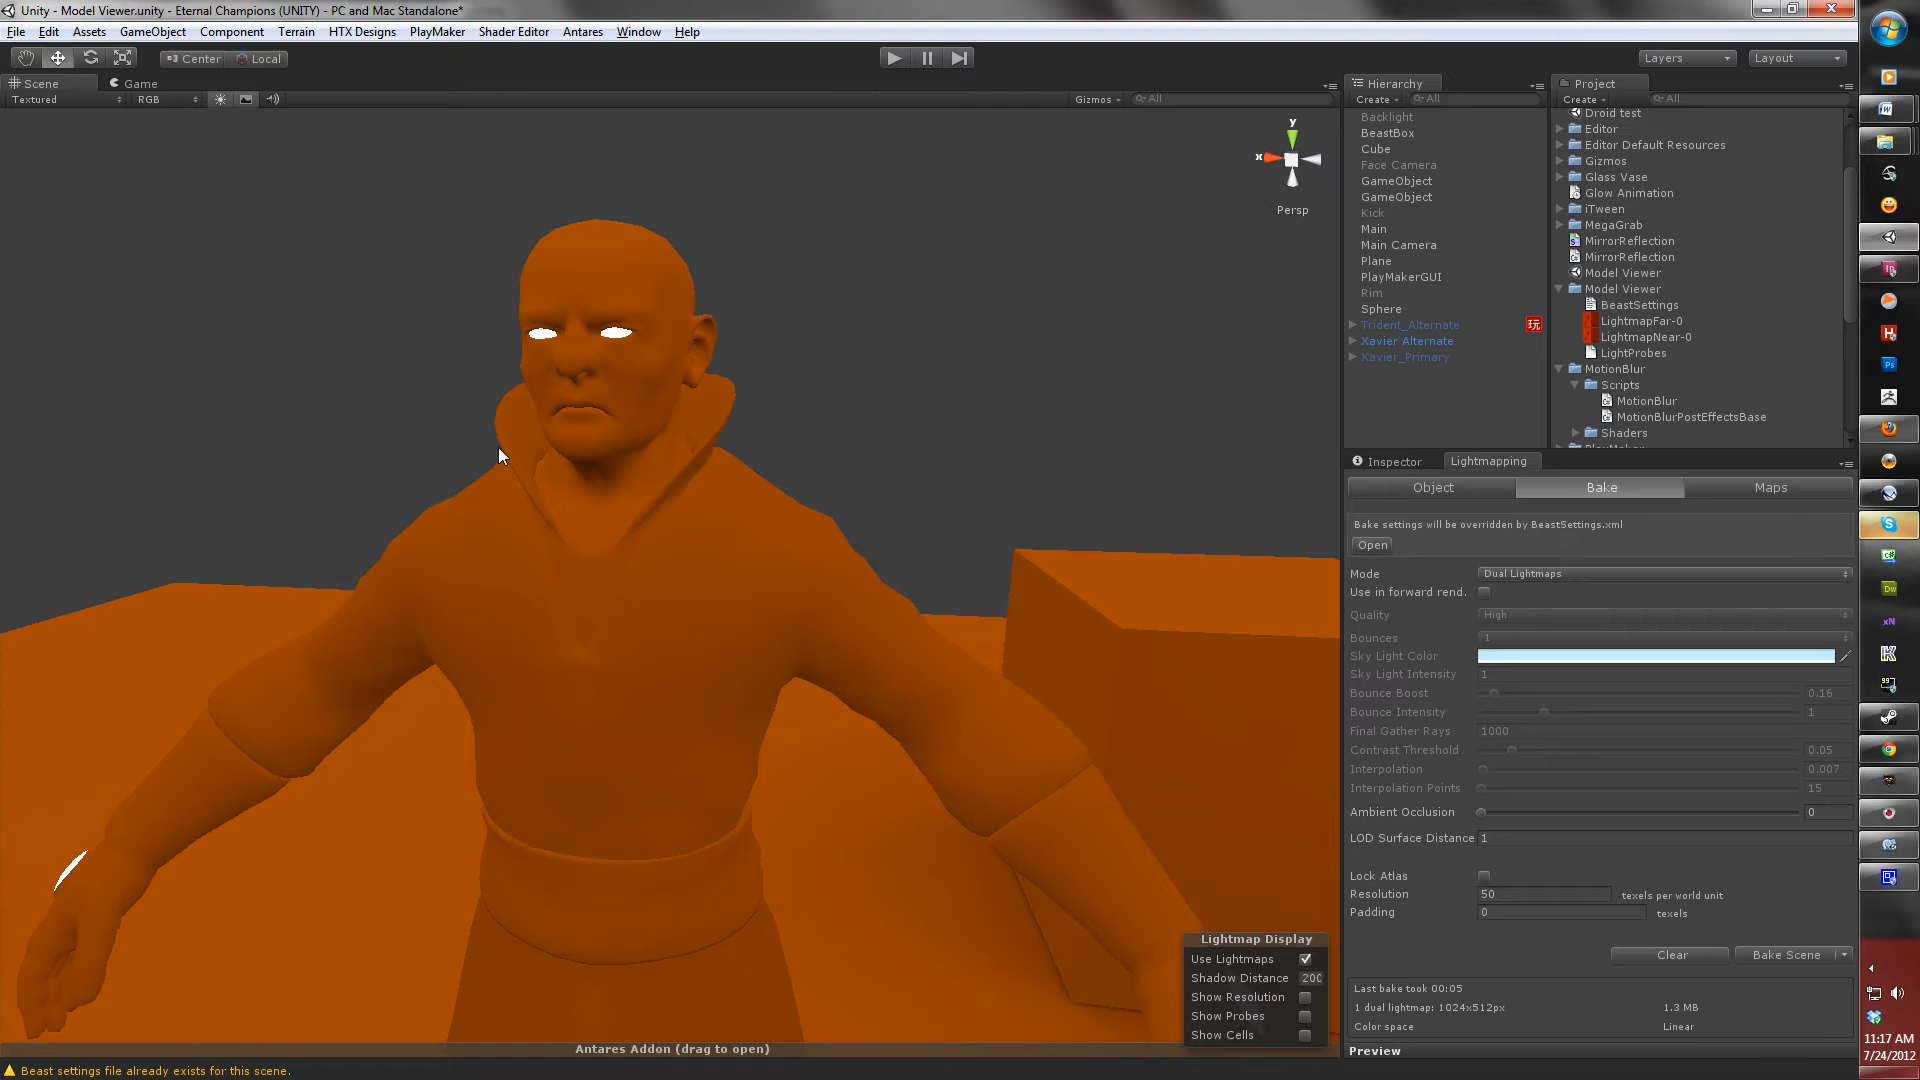 Unity - Model Viewer.unity - Eternal Champions (UNITY) - PC and Mac Standalone*
File Edit Assets GameObject Component Terrain HTX Designs PlayMaker Shader Editor Antares Window Help
Center Local Layers Layout
Scene Game
Textured RGB Gizmos All
y
x
Persp
Hierarchy
Create All
Backlight
BeastBox
Cube
Face Camera
GameObject
GameObject
Kick
Main
Main Camera
Plane
PlayMakerGUI
Rim
Sphere
Trident_Alternate 玩
Xavier Alternate
Xavier_Primary
Project
Create All
Droid test
Editor
Editor Default Resources
Gizmos
Glass Vase
Glow Animation
iTween
MegaGrab
MirrorReflection
MirrorReflection
Model Viewer
Model Viewer
BeastSettings
LightmapFar-0
LightmapNear-0
LightProbes
MotionBlur
Scripts
MotionBlur
MotionBlurPostEffectsBase
Shaders
PlayMaker
Inspector Lightmapping
Object Bake Maps
Bake settings will be overridden by BeastSettings.xml
Open
Mode Dual Lightmaps
Use in forward rend.
Quality High
Bounces 1
Sky Light Color
Sky Light Intensity 1
Bounce Boost 0.16
Bounce Intensity 1
Final Gather Rays 1000
Contrast Threshold 0.05
Interpolation 0.007
Interpolation Points 15
Ambient Occlusion 0
LOD Surface Distance 1
Lock Atlas
Resolution 50 texels per world unit
Padding 0 texels
Clear Bake Scene
Last bake took 00:05
1 dual lightmap: 1024x512px 1.3 MB
Color space Linear
Preview
Lightmap Display
Use Lightmaps
Shadow Distance 200
Show Resolution
Show Probes
Show Cells
Antares Addon (drag to open)
Beast settings file already exists for this scene.
11:17 AM
7/24/2012